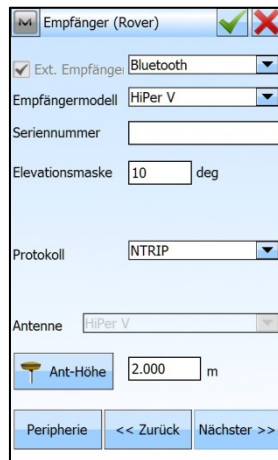 Empfänger (Rover)
Ext. Empfänger Bluetooth
Empfängermodell HiPer V
Seriennummer
Elevationsmaske 10 deg
Protokoll NTRIP
Antenne HiPer V
Ant-Höhe 2.000 m
Peripherie << Zurück Nächster >>